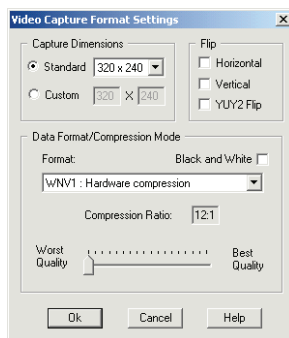 Video Capture Format Settings
Capture Dimensions
Standard 320 x 240
Custom 320 X 240
Flip
Horizontal
Vertical
YUY2 Flip
Data Format/Compression Mode
Format: Black and White
WNV1 : Hardware compression
Compression Ratio: 12:1
Worst Quality
Best Quality
Ok Cancel Help